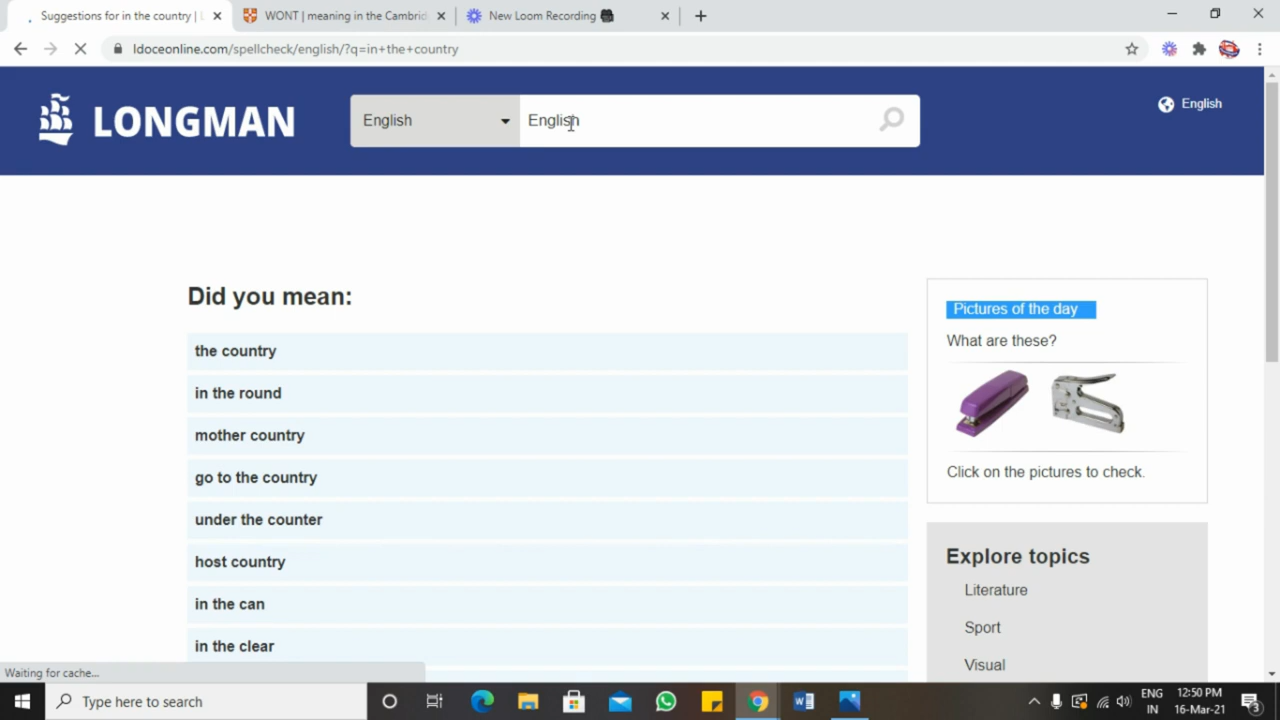 Suggestions for in the country | L
WONT | meaning in the Cambrid
New Loom Recording
ldoceonline.com/spellcheck/english/?q=in+the+country
LONGMAN
English
English
English
Did you mean:
the country
in the round
mother country
go to the country
under the counter
host country
in the can
in the clear
Pictures of the day
What are these?
Click on the pictures to check.
Explore topics
Literature
Sport
Visual
Waiting for cache...
Type here to search
ENG
IN
12:50 PM
16-Mar-21
3